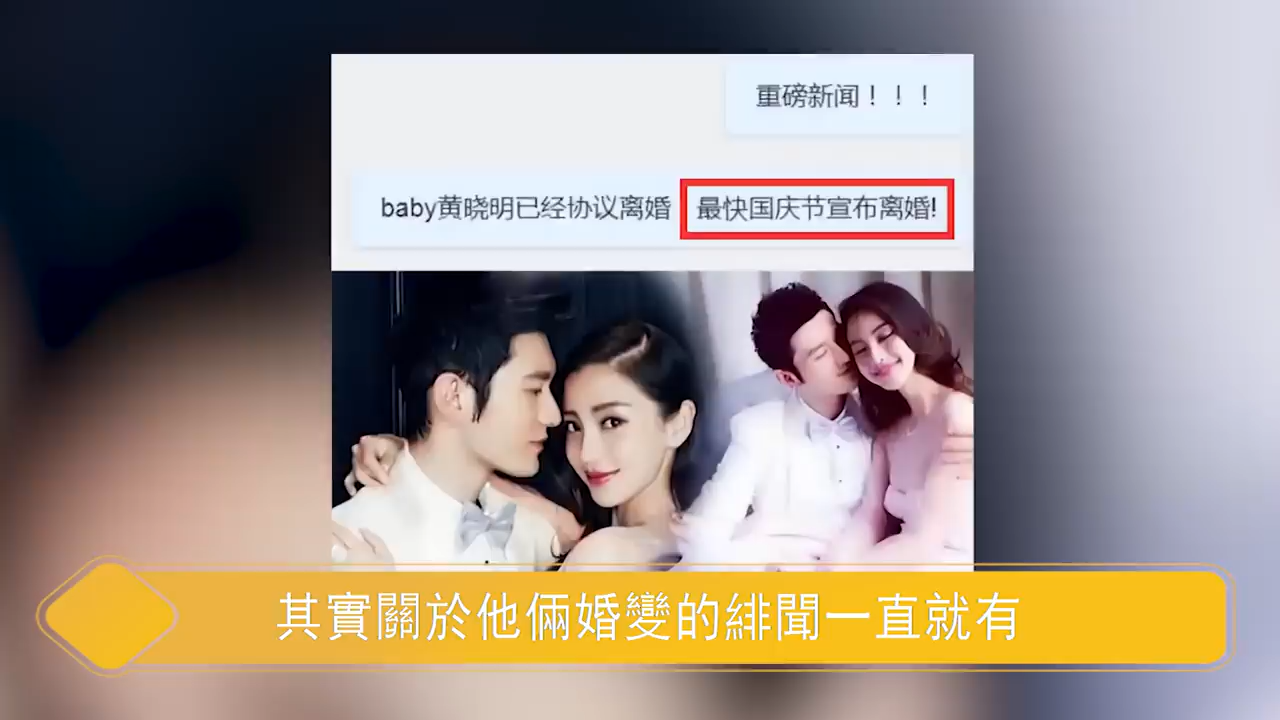 重磅新闻！！！
baby黄晓明已经协议离婚 最快国庆节宣布离婚!
其實關於他倆婚變的緋聞一直就有